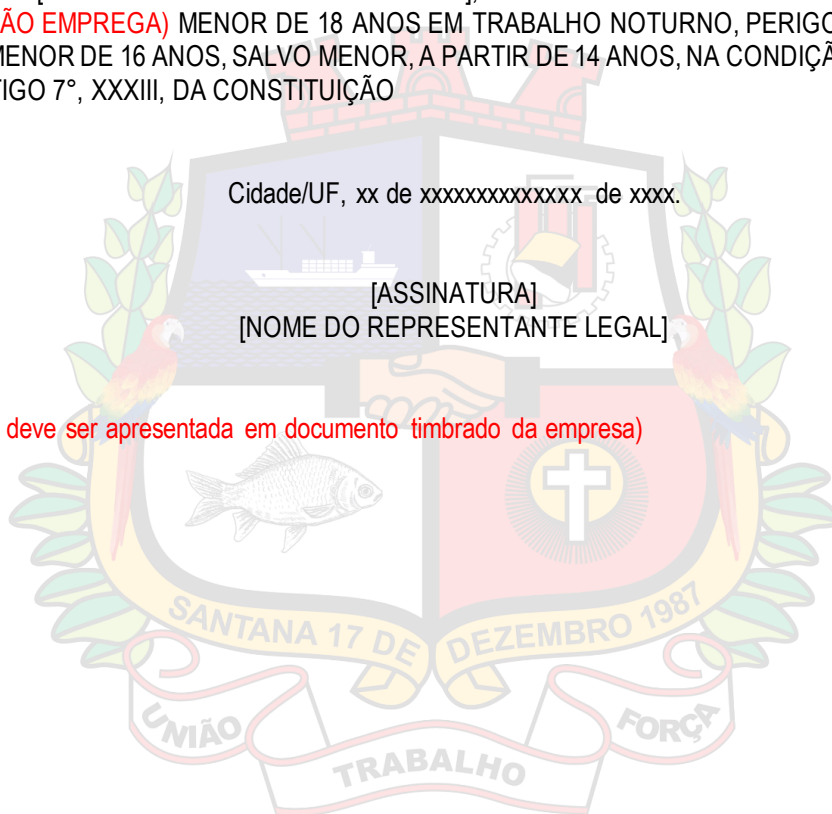 ÃO EMPREGA) MENOR DE 18 ANOS EM TRABALHO NOTURNO, PERIGO
MENOR DE 16 ANOS, SALVO MENOR, A PARTIR DE 14 ANOS, NA CONDIÇÃ
TIGO 7°, XXXIII, DA CONSTITUIÇÃO
Cidade/UF, xx de xxxxxxxxxxxxxx de xxxx.
[ASSINATURA]
[NOME DO REPRESENTANTE LEGAL]
deve ser apresentada em documento timbrado da empresa)
SANTANA 17 DE DEZEMBRO 1987
UNIÃO TRABALHO FORÇA